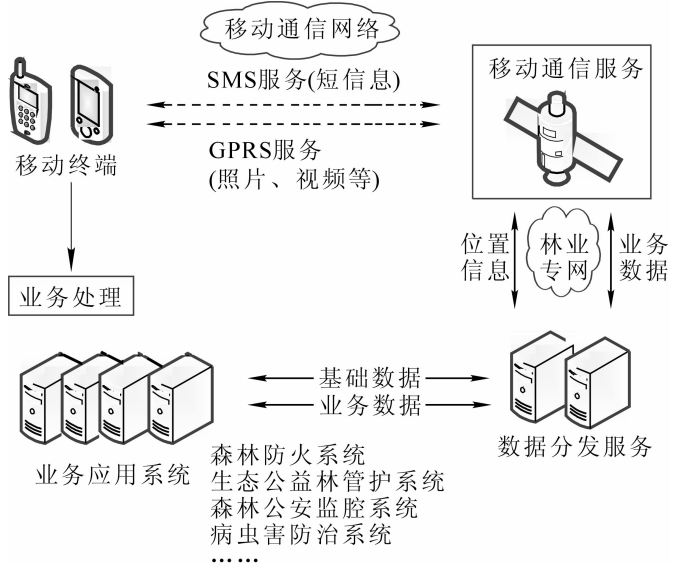 移动通信网络
SMS服务(短信息)
移动通信服务
GPRS服务
(照片、视频等)
移动终端
位置
信息
林业
专网
业务
数据
业务处理
基础数据
业务数据
数据分发服务
业务应用系统
森林防火系统
生态公益林管护系统
森林公安监腔系统
病虫害防治系统
……